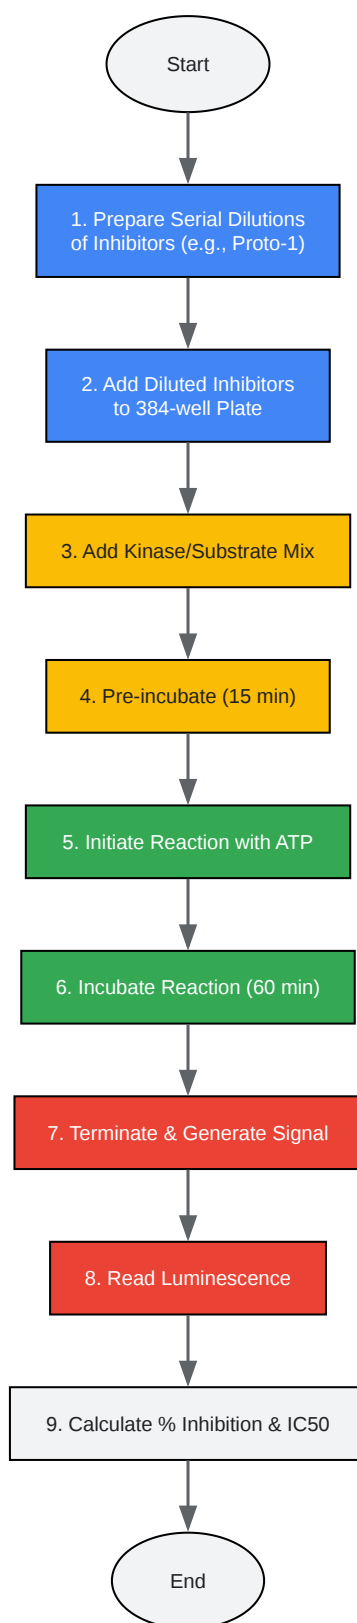 Start
1. Prepare Serial Dilutions
of Inhibitors (e.g., Proto-1)
2. Add Diluted Inhibitors
to 384-well Plate
3. Add Kinase/Substrate Mix
4. Pre-incubate (15 min)
5. Initiate Reaction with ATP
6. Incubate Reaction (60 min)
7. Terminate & Generate Signal
8. Read Luminescence
9. Calculate % Inhibition & IC50
End